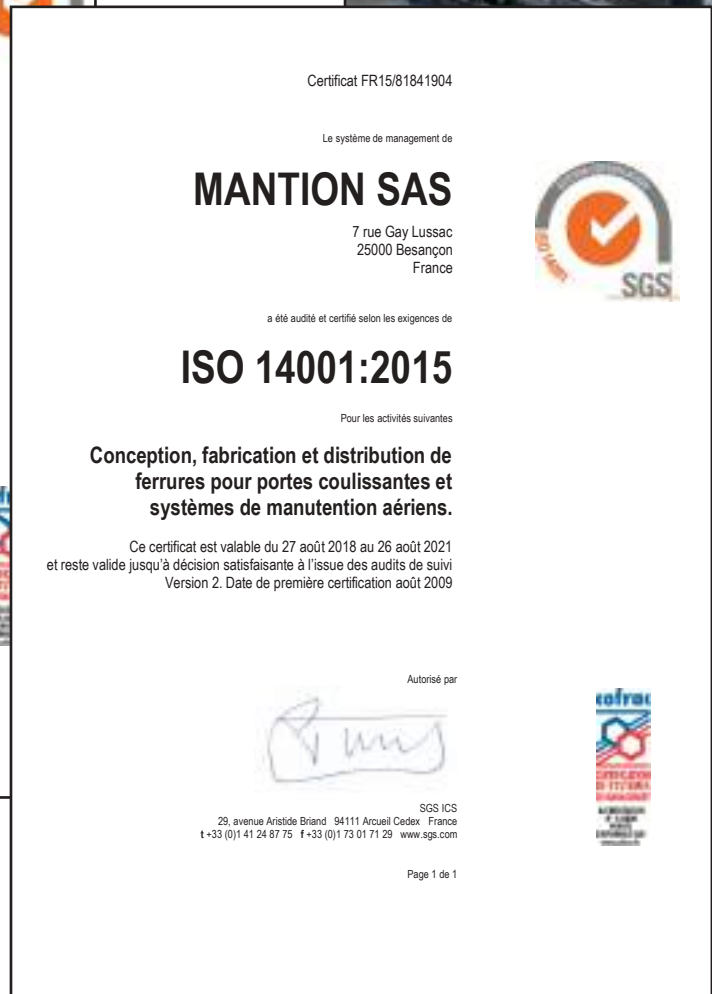 Certificat FR15/81841904
Le système de management de
MANTION SAS
7 rue Gay Lussac
25000 Besançon
France
a été audité et certifié selon les exigences de
ISO 14001:2015
Pour les activités suivantes
Conception, fabrication et distribution de
ferrures pour portes coulissantes et
systèmes de manutention aériens.
Ce certificat est valable du 27 août 2018 au 26 août 2021
et reste valide jusqu'à décision satisfaisante à l'issue des audits de suivi
Version 2. Date de première certification août 2009
Autorisé par
SGS ICS
29, avenue Aristide Briand 94111 Arcueil Cedex France
t +33 (0)1 41 24 87 75 f +33 (0)1 73 01 71 29 www.sgs.com
Page 1 de 1
ISO 14001
SGS
cofrac